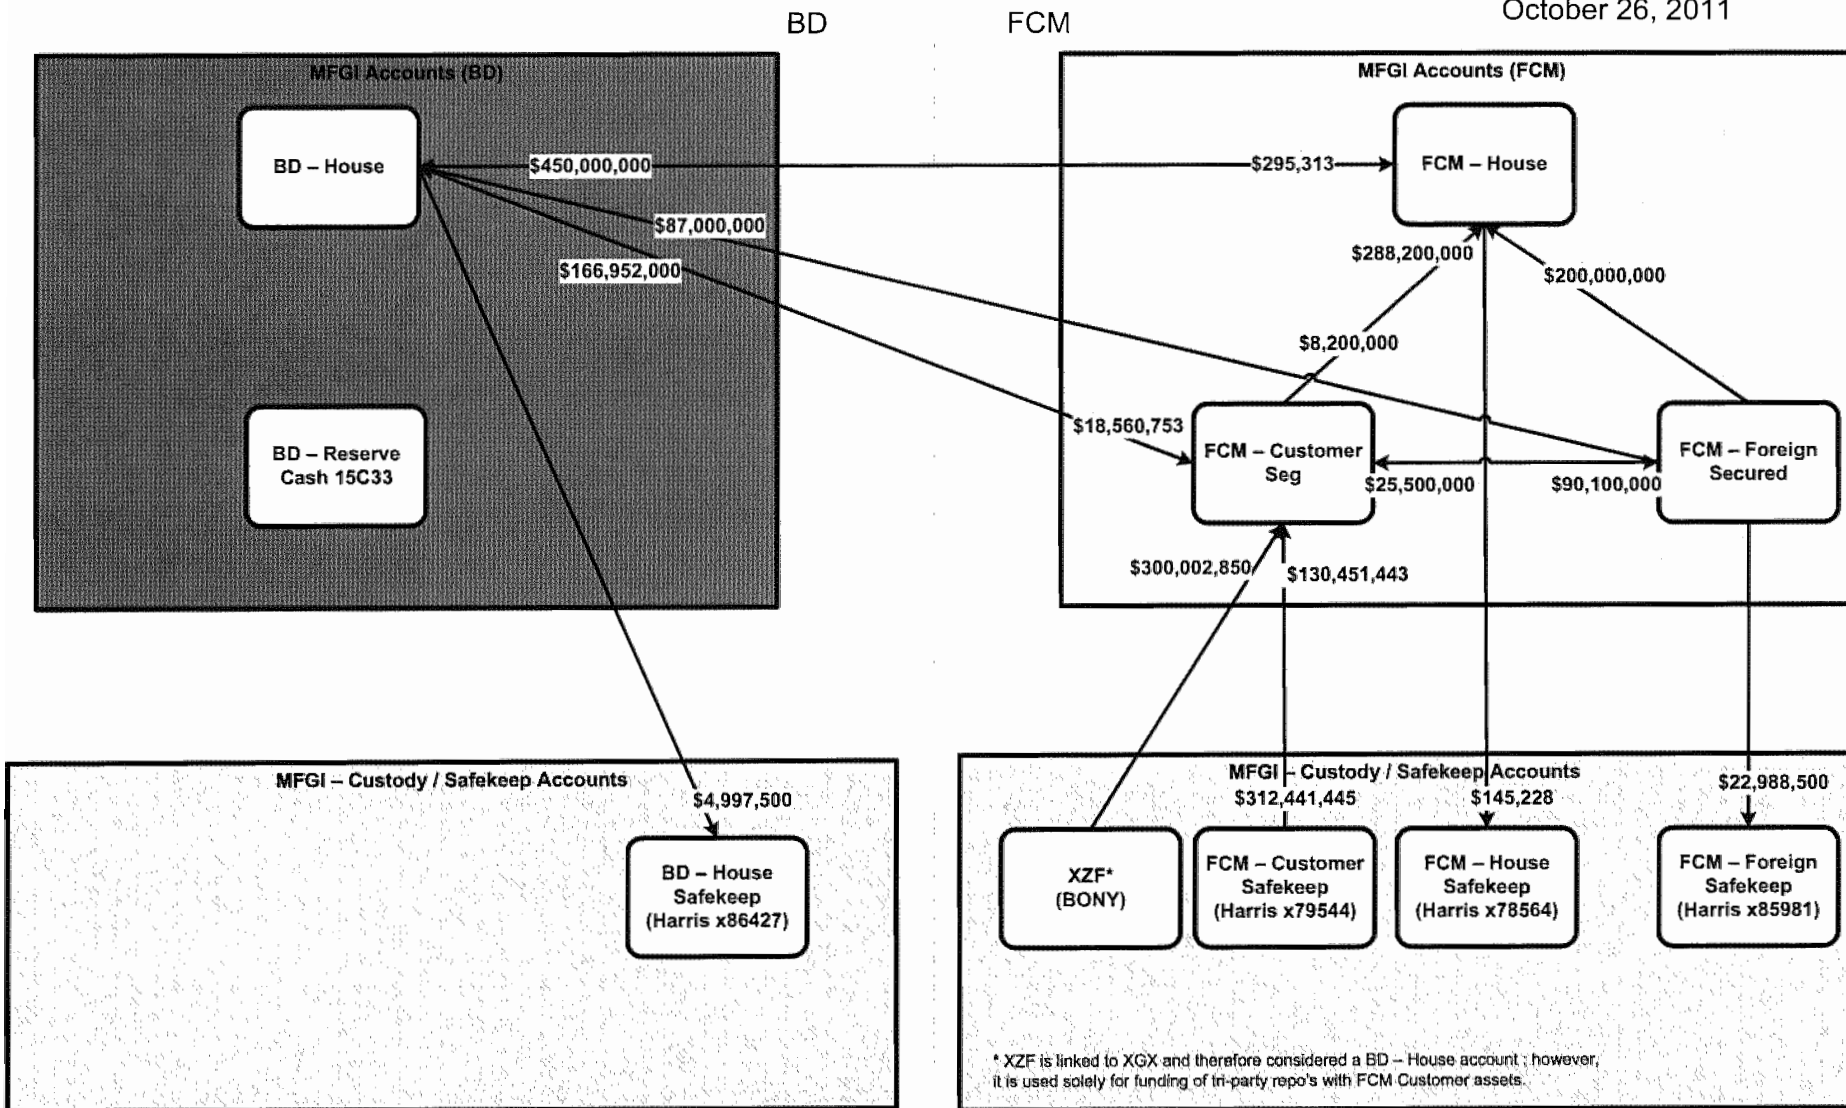 October 26, 2011
BD
FCM
MFGI Accounts (BD)
MFGI Accounts (FCM)
BD – House
$450,000,000
$295,313
FCM – House
$87,000,000
$166,952,000
$288,200,000
$200,000,000
$8,200,000
BD – Reserve
Cash 15C33
$18,560,753
FCM – Customer
Seg
$25,500,000
$90,100,000
FCM – Foreign
Secured
$300,002,850
$130,451,443
MFGI – Custody / Safekeep Accounts
$4,997,500
BD – House
Safekeep
(Harris x86427)
MFGI – Custody / Safekeep Accounts
$312,441,445
$145,228
$22,988,500
XZF*
(BONY)
FCM – Customer
Safekeep
(Harris x79544)
FCM – House
Safekeep
(Harris x78564)
FCM – Foreign
Safekeep
(Harris x85981)
* XZF is linked to XGX and therefore considered a BD – House account ; however,
it is used solely for funding of tri-party repo's with FCM Customer assets.